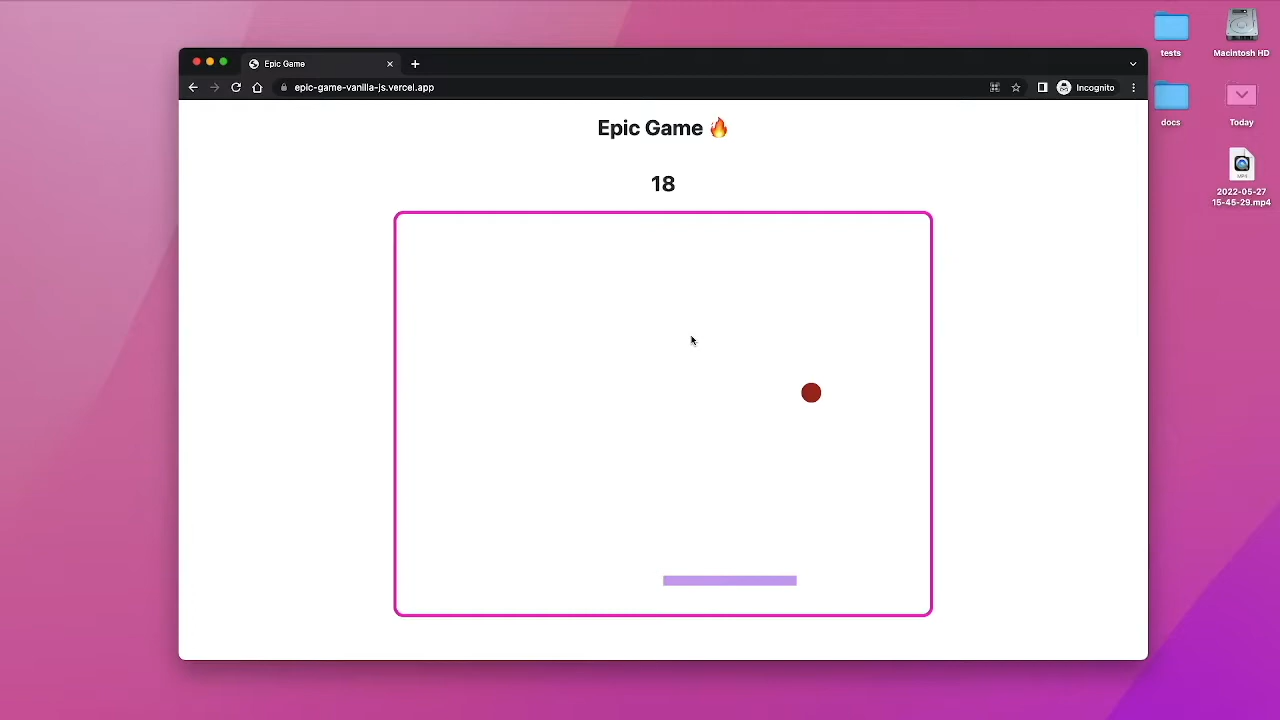 tests
Macintosh HD
Epic Game
epic-game-vanilla-js.vercel.app
Incognito
docs
Today
Epic Game 🔥
MP4
2022-05-27
15-45-29.mp4
18